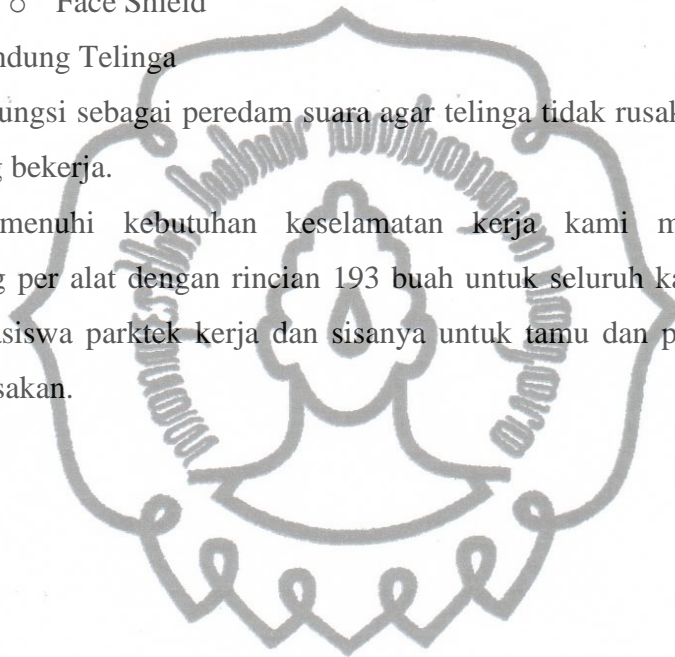 ○ Face Shield
ndung Telinga
ungsi sebagai peredam suara agar telinga tidak rusak
bekerja.
menuhi kebutuhan keselamatan kerja kami m
per alat dengan rincian 193 buah untuk seluruh ka
asiswa parktek kerja dan sisanya untuk tamu dan p
sakan.